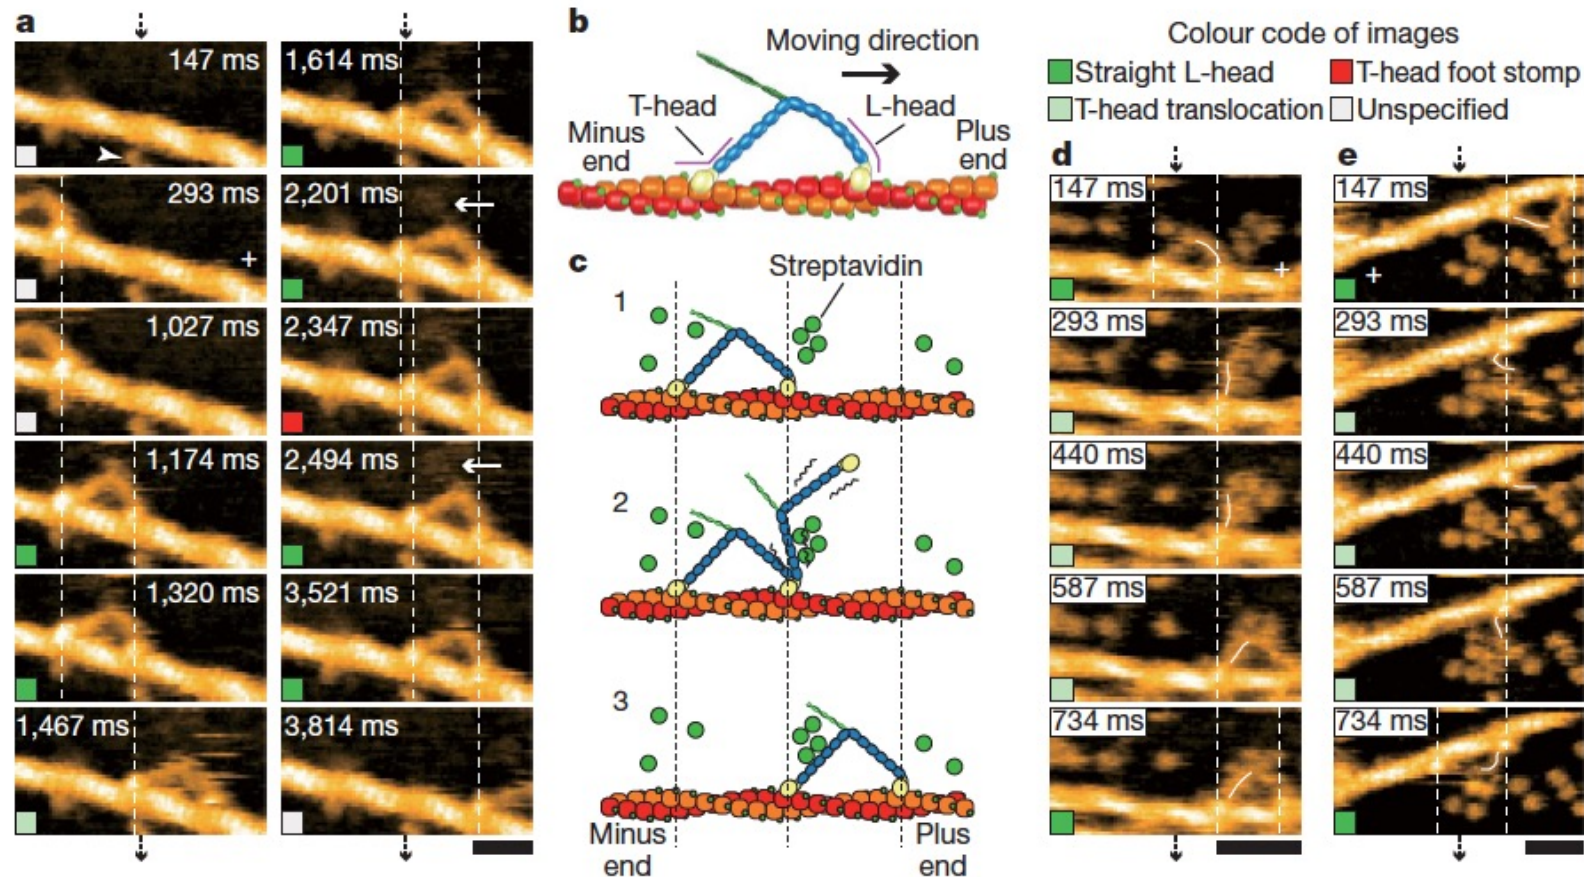 a
147 ms
293 ms
+
1,027 ms
1,174 ms
1,320 ms
1,467 ms
1,614 ms
2,201 ms
2,347 ms
2,494 ms
3,521 ms
3,814 ms
b
Moving direction
T-head
L-head
Minus
end
Plus
end
c
Streptavidin
1
2
3
Minus
end
Plus
end
Colour code of images
Straight L-head
T-head foot stomp
T-head translocation
Unspecified
d
147 ms
+
293 ms
440 ms
587 ms
734 ms
e
147 ms
+
293 ms
440 ms
587 ms
734 ms